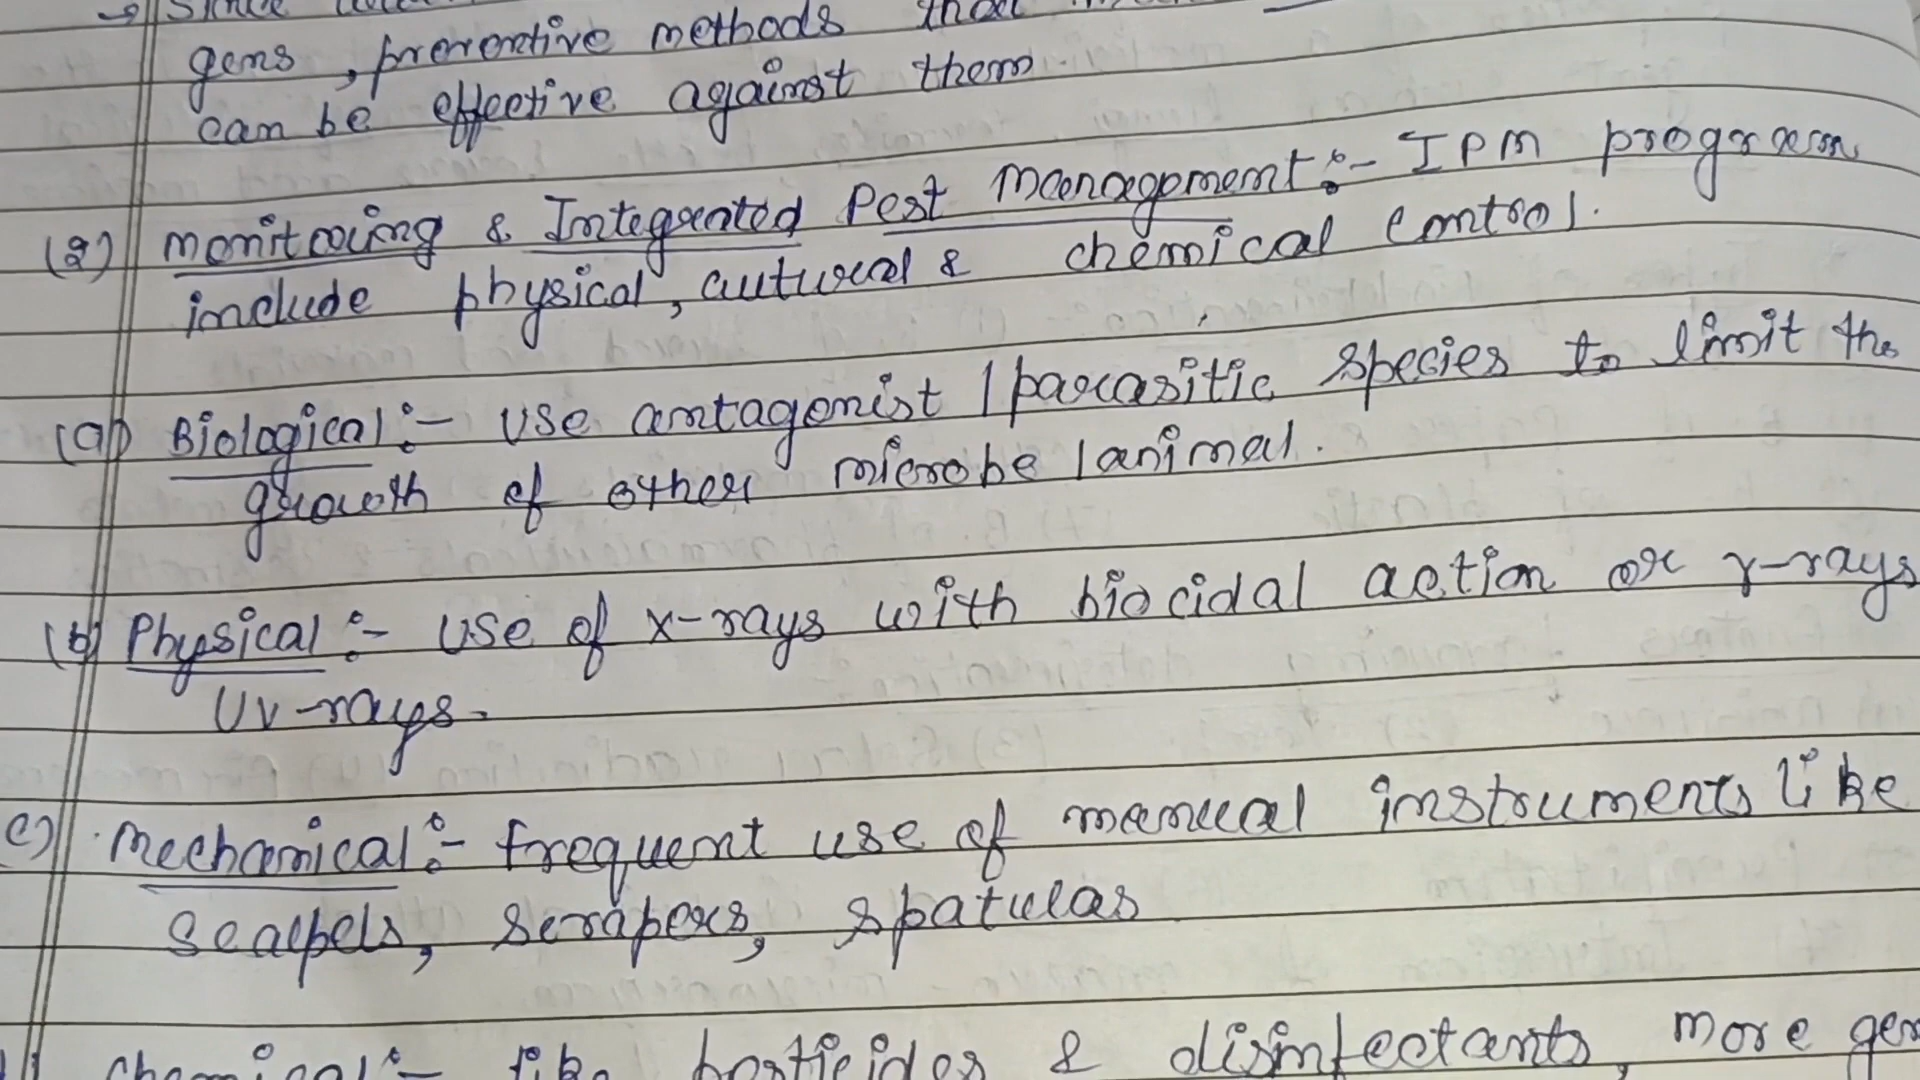 → Since
gens, preventive methods that
can be effective against them.
(2) Monitoring & Integrated Pest Management :- IPM program
include physical, cutural & chemical control.
(a) Biological :- Use antagonist / parasitic species to limit the
growth of other microbe / animal.
(b) Physical :- Use of x-rays with biocidal action or γ-rays
UV-rays.
c) Mechanical :- frequent use of manual instruments like
Scalpels, Scrapers, Spatulas
Chemical :- like & disinfectants, more